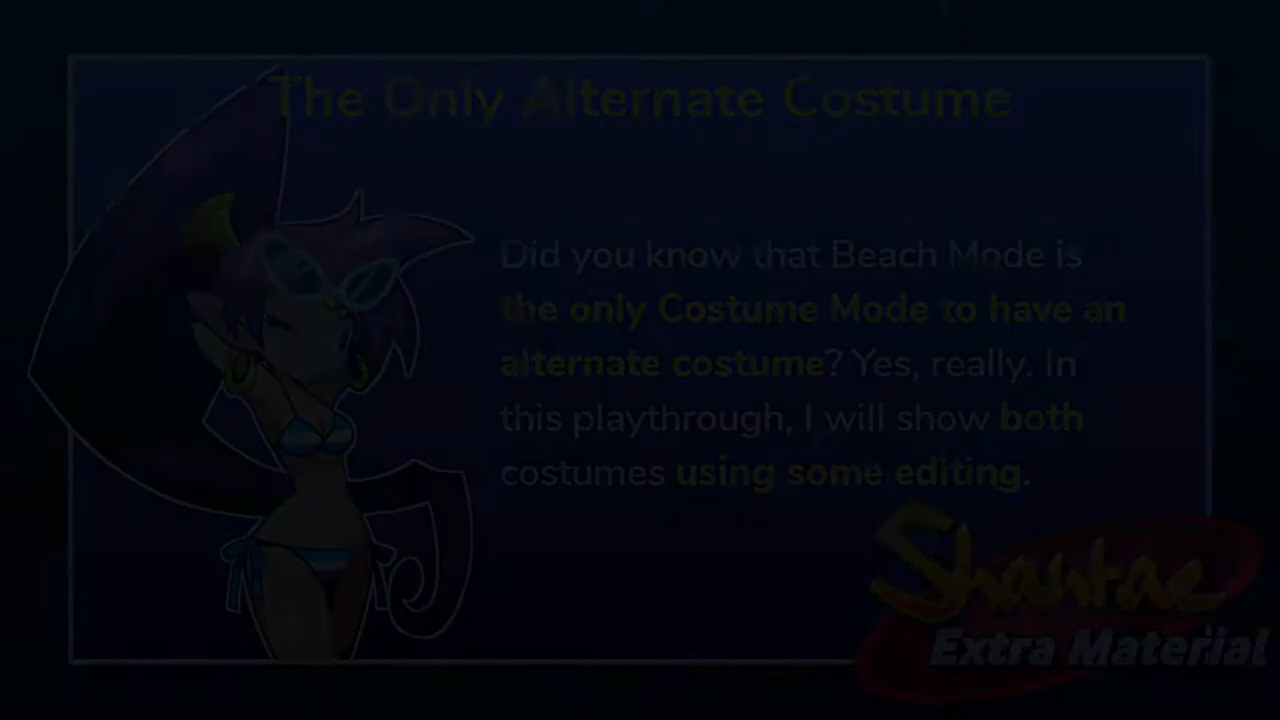 The Only Alternate Costume
Did you know that Beach Mode is
the only Costume Mode to have an
alternate costume? Yes, really. In
this playthrough, I will show both
costumes using some editing.
Shantae
Extra Material